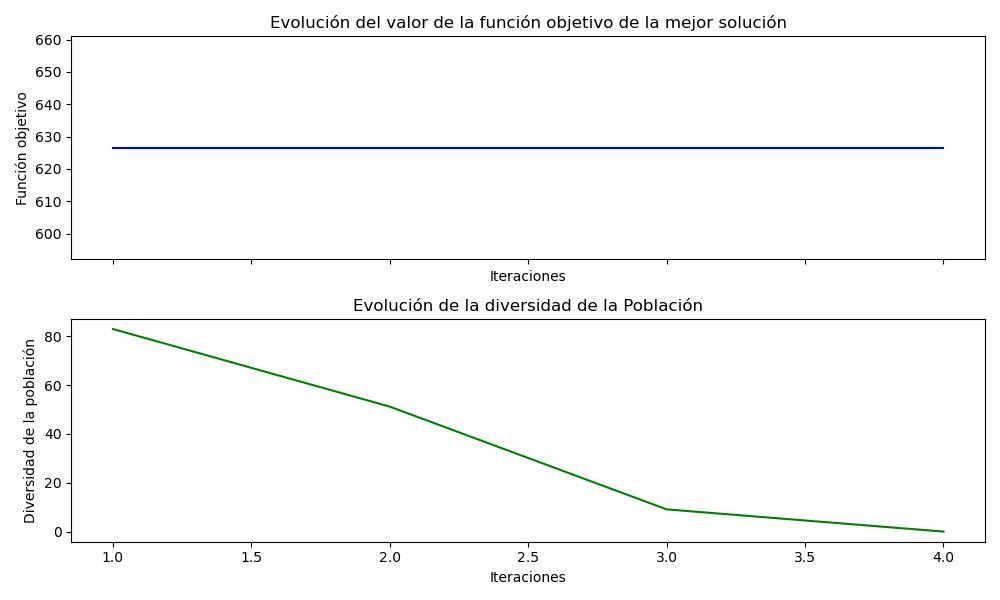 Evolución del valor de la función objetivo de la mejor solución
660
650
640
630
620
610
600
Función objetivo
Iteraciones
Evolución de la diversidad de la Población
80
60
40
20
0
Diversidad de la población
1.0 1.5 2.0 2.5 3.0 3.5 4.0
Iteraciones